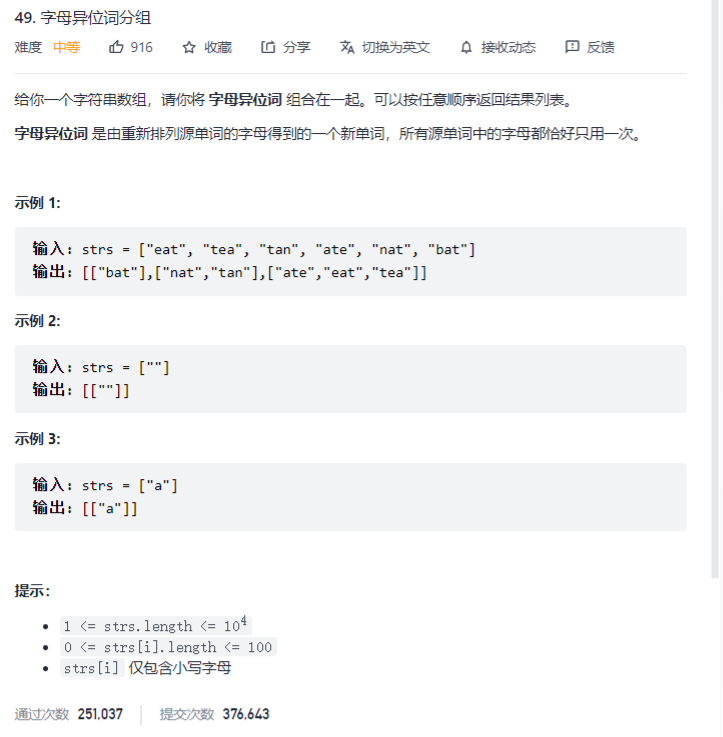 49. 字母异位词分组
难度 中等 916 收藏 分享 切换为英文 接收动态 反馈
给你一个字符串数组，请你将 字母异位词 组合在一起。可以按任意顺序返回结果列表。
字母异位词 是由重新排列源单词的字母得到的一个新单词，所有源单词中的字母都恰好只用一次。
示例 1:
输入: strs = ["eat", "tea", "tan", "ate", "nat", "bat"]
输出: [["bat"],["nat","tan"],["ate","eat","tea"]]
示例 2:
输入: strs = [""]
输出: [[""]]
示例 3:
输入: strs = ["a"]
输出: [["a"]]
提示：
1 <= strs.length <= 10⁴
0 <= strs[i].length <= 100
strs[i] 仅包含小写字母
通过次数 251,037 提交次数 376,643